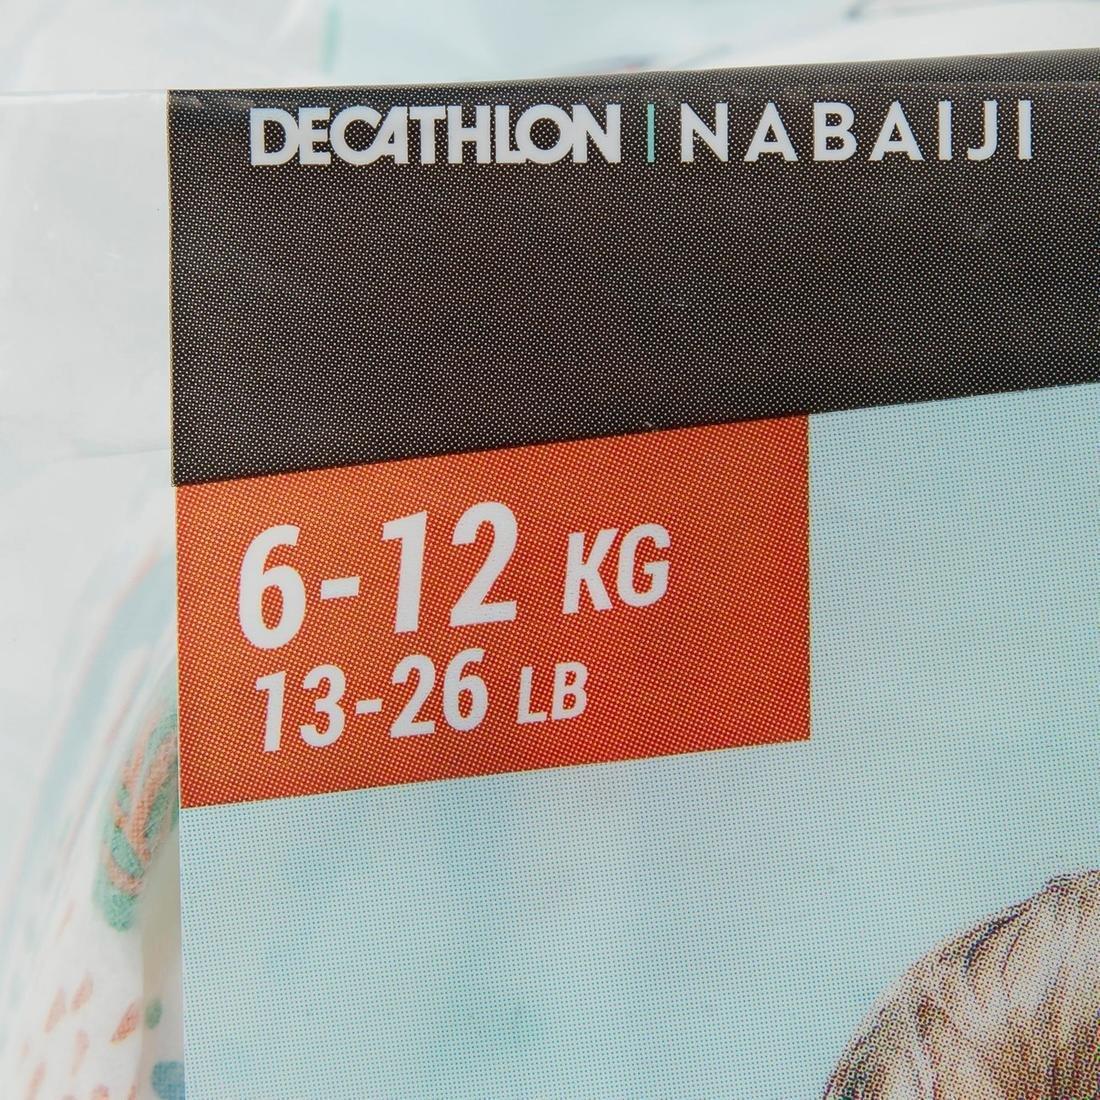 DECATHLON | NABAIJI
6-12 KG
13-26 LB